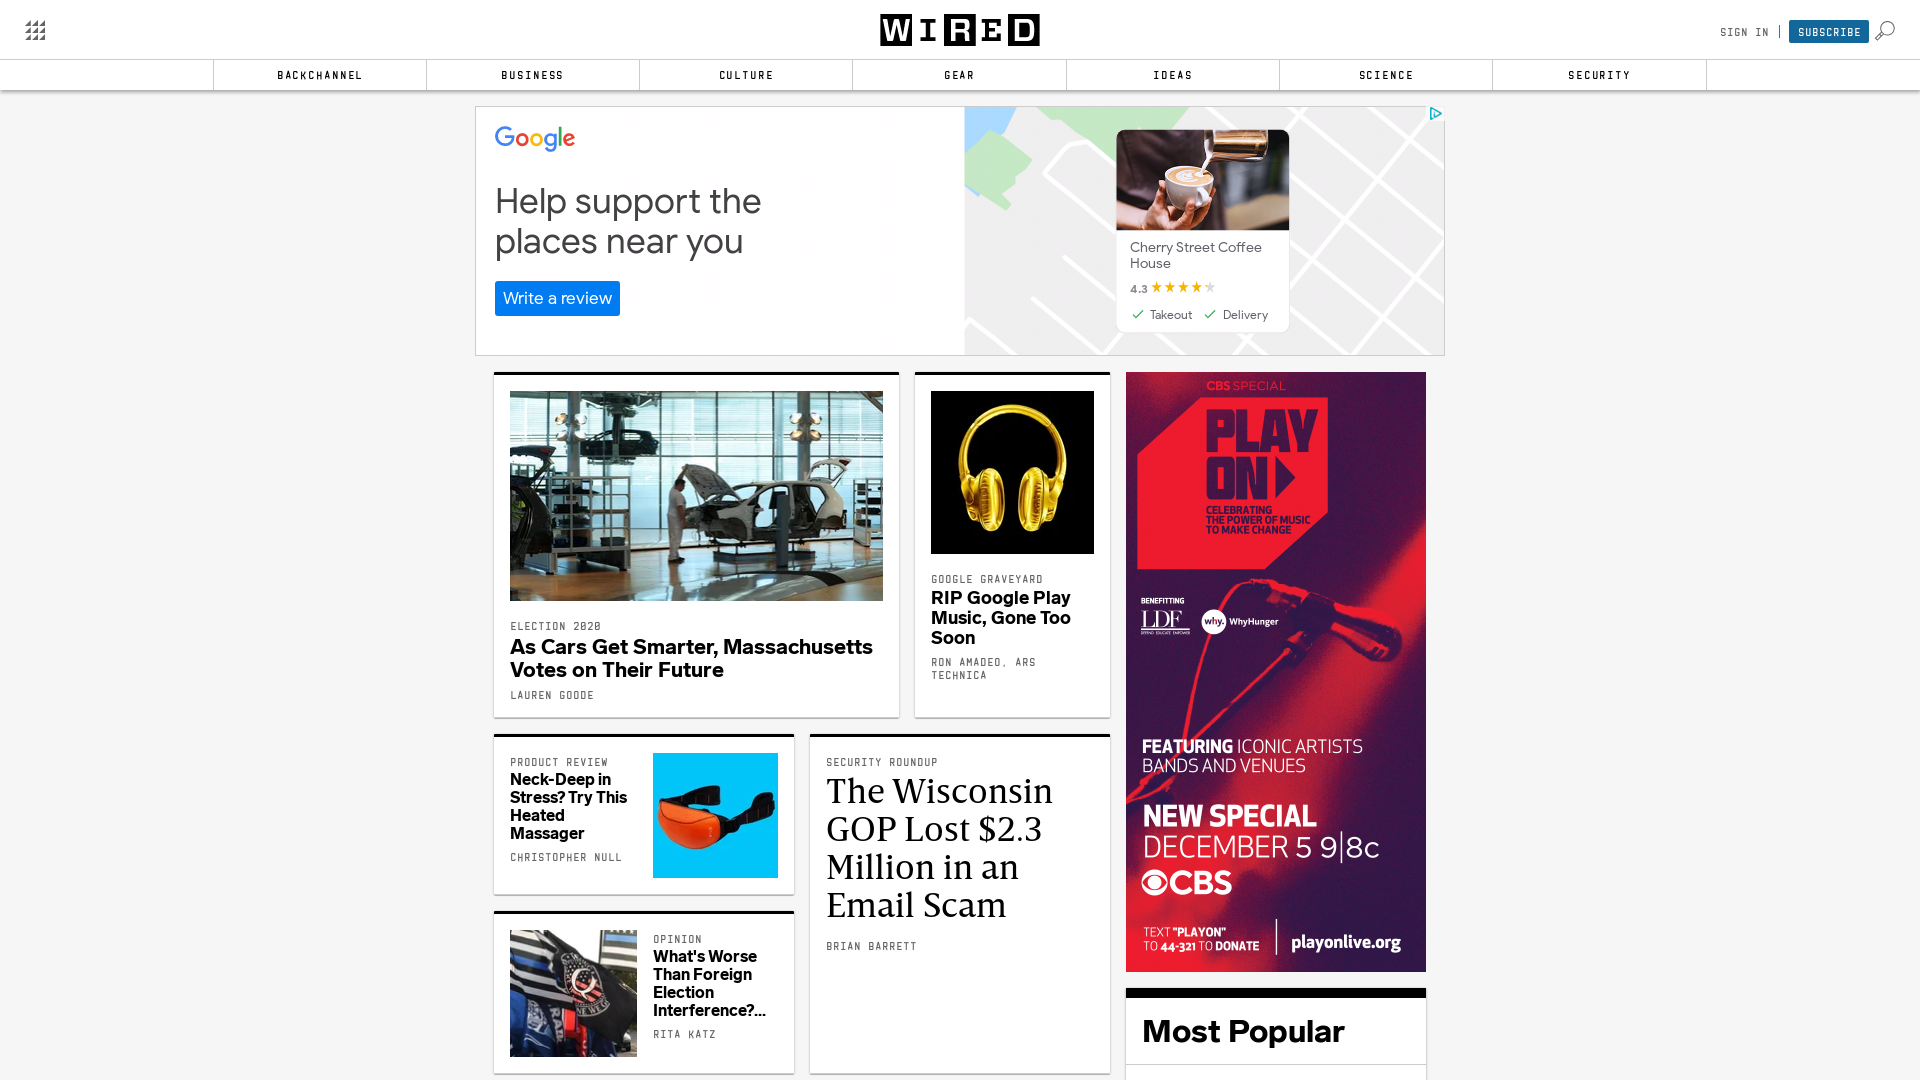 WIRED
SIGN IN
SUBSCRIBE
BACKCHANNEL
BUSINESS
CULTURE
GEAR
IDEAS
SCIENCE
SECURITY
Google
Help support the
places near you
Write a review
Cherry Street Coffee
House
4.3
Takeout
Delivery
ELECTION 2020
As Cars Get Smarter, Massachusetts
Votes on Their Future
LAUREN GOODE
GOOGLE GRAVEYARD
RIP Google Play
Music, Gone Too
Soon
RON AMADEO, ARS
TECHNICA
CBS SPECIAL
PLAY
ON
CELEBRATING
THE POWER OF MUSIC
TO MAKE CHANGE
BENEFITTING
LDF
DEFEND EDUCATE EMPOWER
why.
WhyHunger
FEATURING ICONIC ARTISTS
BANDS AND VENUES
NEW SPECIAL
DECEMBER 5 9|8c
CBS
TEXT "PLAYON"
TO 44-321 TO DONATE
playonlive.org
PRODUCT REVIEW
Neck-Deep in
Stress? Try This
Heated
Massager
CHRISTOPHER NULL
SECURITY ROUNDUP
The Wisconsin
GOP Lost $2.3
Million in an
Email Scam
BRIAN BARRETT
OPINION
What's Worse
Than Foreign
Election
Interference?...
RITA KATZ
Most Popular